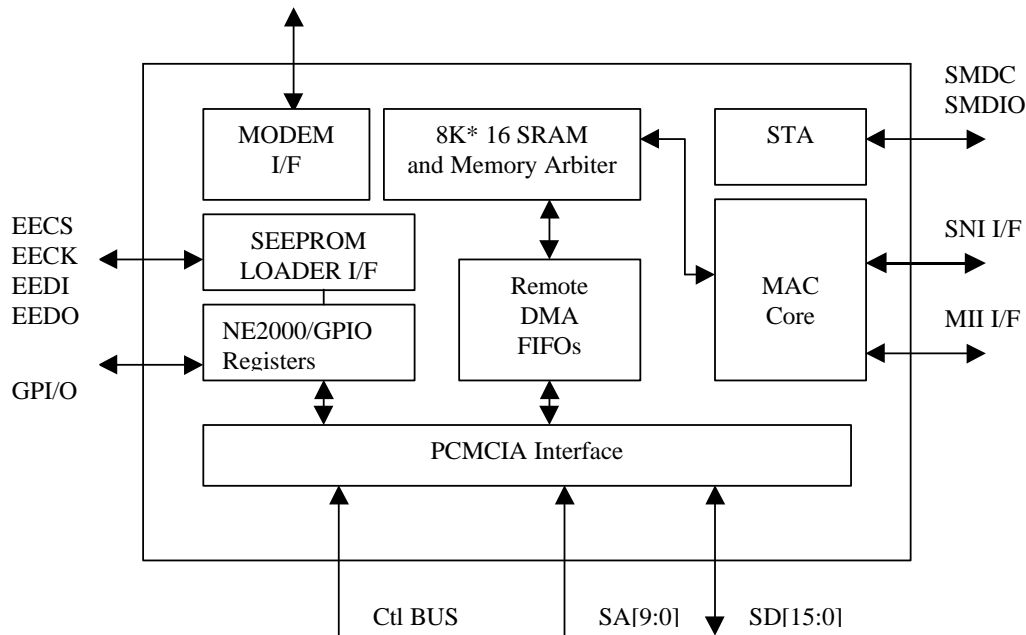 SMDC
SMDIO
MODEM
I/F
8K* 16 SRAM
and Memory Arbiter
STA
EECS
EECK
EEDI
EEDO
SEEPROM
LOADER I/F
SNI I/F
Remote
DMA
FIFOs
MAC
Core
NE2000/GPIO
Registers
MII I/F
GPI/O
PCMCIA Interface
Ctl BUS
SA[9:0]
SD[15:0]